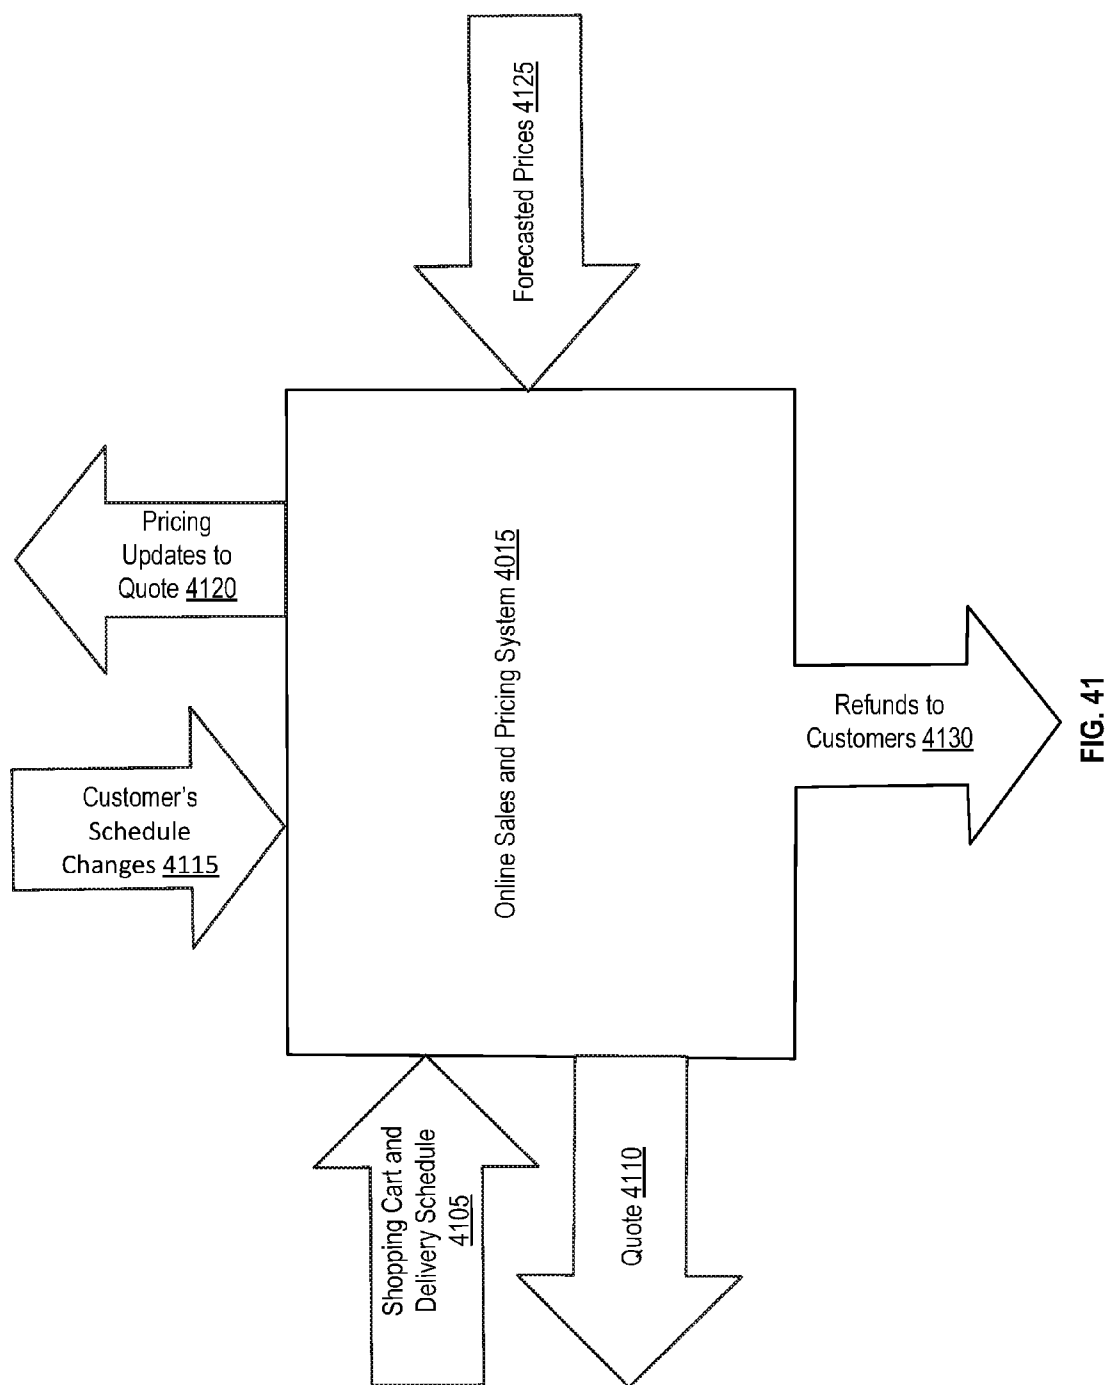 Forecasted Prices 4125
Pricing
Updates to
Quote 4120
Customer's
Schedule
Changes 4115
Online Sales and Pricing System 4015
Shopping Cart and
Delivery Schedule
4105
Quote 4110
Refunds to
Customers 4130
FIG. 41